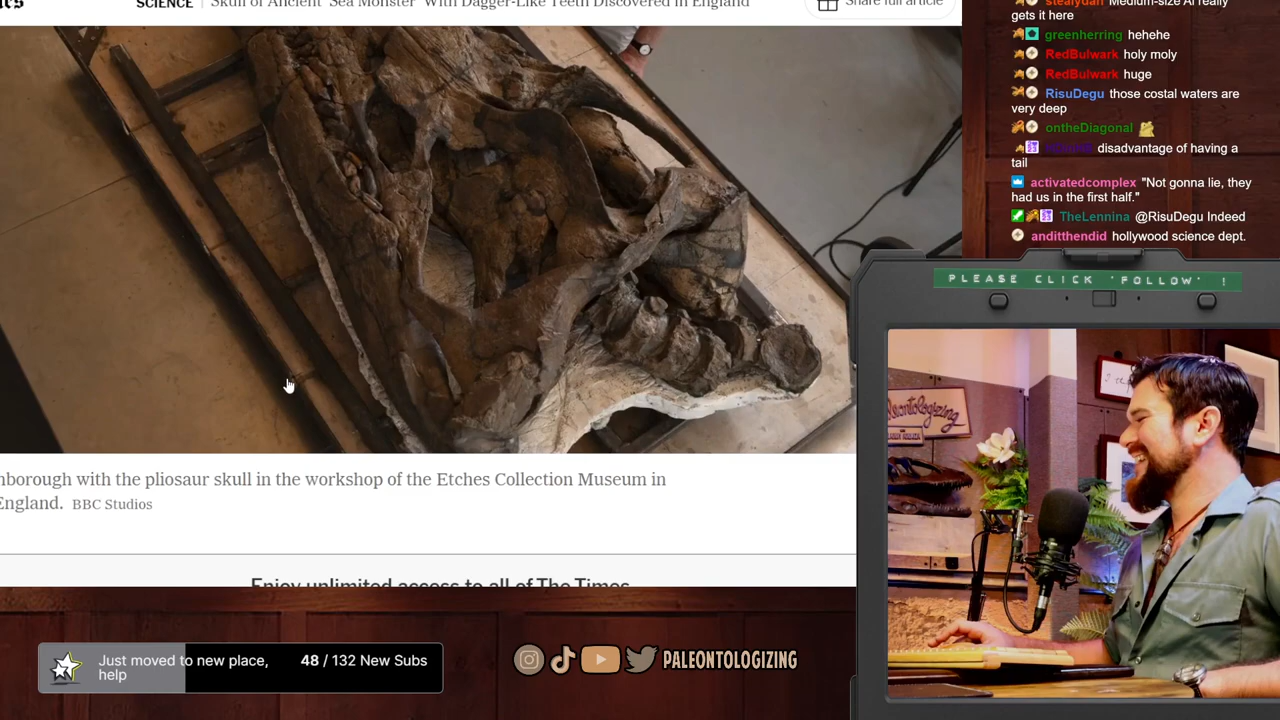 SCIENCE | Skull of Ancient 'Sea Monster' With Dagger-Like Teeth Discovered in England
Share full article
nborough with the pliosaur skull in the workshop of the Etches Collection Museum in
England. BBC Studios
Enjoy unlimited access to all of The Times
stealydan Medium-size Al really
gets it here
greenherring hehehe
RedBulwark holy moly
RedBulwark huge
RisuDegu those costal waters are
very deep
ontheDiagonal
disadvantage of having a
tail
activatedcomplex "Not gonna lie, they
had us in the first half."
TheLennina @RisuDegu Indeed
anditthendid hollywood science dept.
PLEASE CLICK 'FOLLOW' !
Just moved to new place,
help
48 / 132 New Subs
PALEONTOLOGIZING